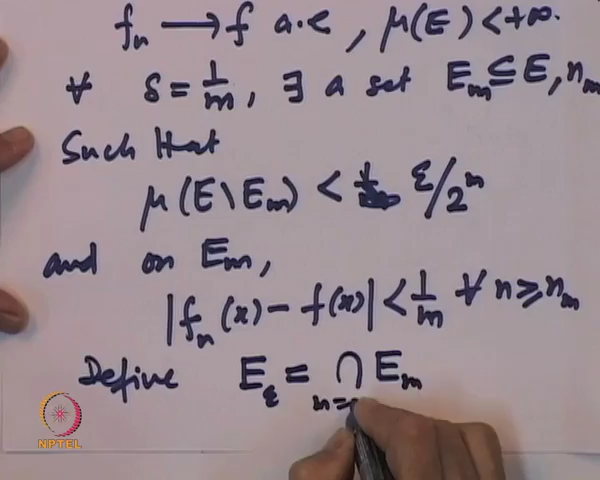 fn → f a.e, μ(E) < +∞.
∀ δ = 1/m, ∃ a set Em ⊆ E, nm
Such that
μ(E \ Em) < ε/2^m
and on Em,
|fn(x) - f(x)| < 1/m ∀ n ≥ nm
Define Eε = ∩ Em
NPTEL